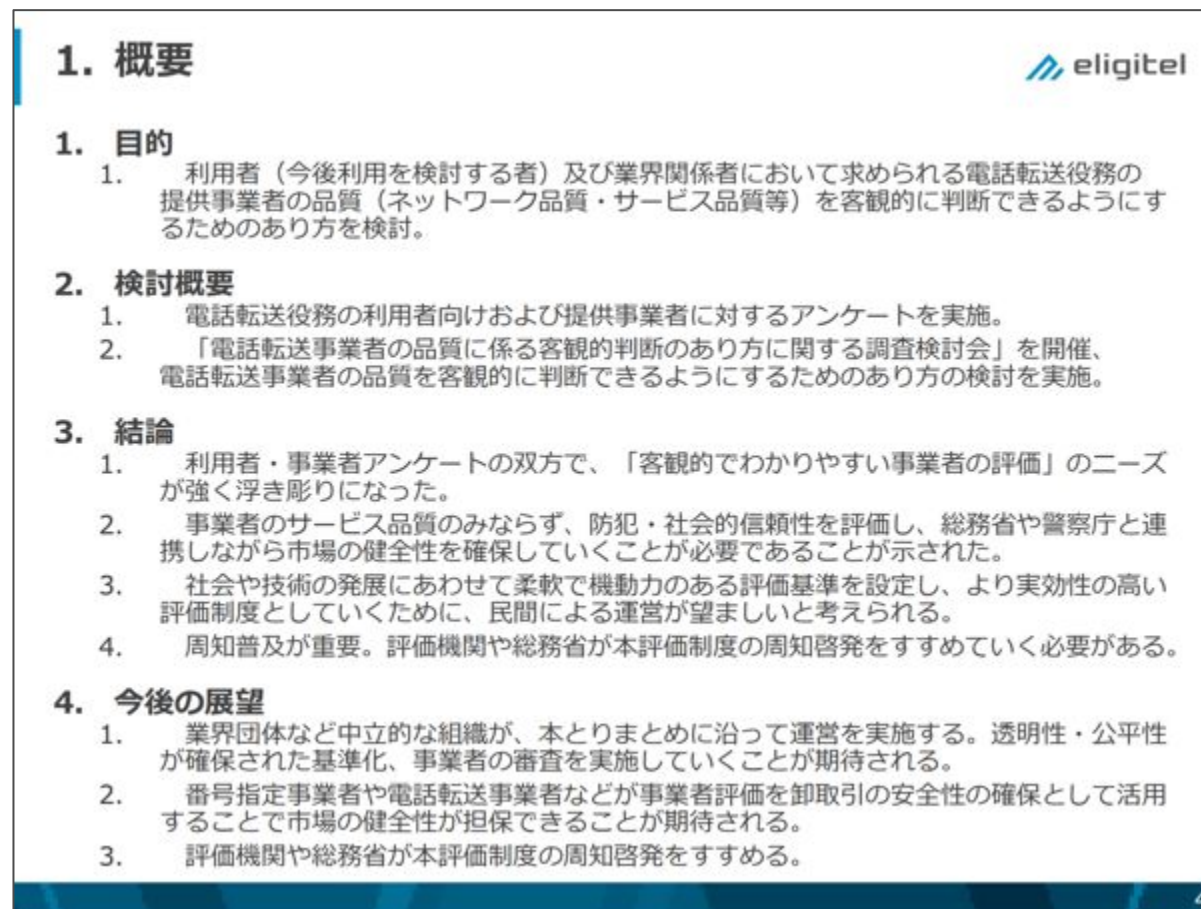 1. 概要
eligitel
1. 目的
1. 利用者（今後利用を検討する者）及び業界関係者において求められる電話転送役務の
提供事業者の品質（ネットワーク品質・サービス品質等）を客観的に判断できるようにす
るためのあり方を検討。
2. 検討概要
1. 電話転送役務の利用者向けおよび提供事業者に対するアンケートを実施。
2. 「電話転送事業者の品質に係る客観的判断のあり方に関する調査検討会」を開催、
電話転送事業者の品質を客観的に判断できるようにするためのあり方の検討を実施。
3. 結論
1. 利用者・事業者アンケートの双方で、「客観的でわかりやすい事業者の評価」のニーズ
が強く浮き彫りになった。
2. 事業者のサービス品質のみならず、防犯・社会的信頼性を評価し、総務省や警察庁と連
携しながら市場の健全性を確保していくことが必要であることが示された。
3. 社会や技術の発展にあわせて柔軟で機動力のある評価基準を設定し、より実効性の高い
評価制度としていくために、民間による運営が望ましいと考えられる。
4. 周知普及が重要。評価機関や総務省が本評価制度の周知啓発をすすめていく必要がある。
4. 今後の展望
1. 業界団体など中立的な組織が、本とりまとめに沿って運営を実施する。透明性・公平性
が確保された基準化、事業者の審査を実施していくことが期待される。
2. 番号指定事業者や電話転送事業者などが事業者評価を卸取引の安全性の確保として活用
することで市場の健全性が担保できることが期待される。
3. 評価機関や総務省が本評価制度の周知啓発をすすめる。